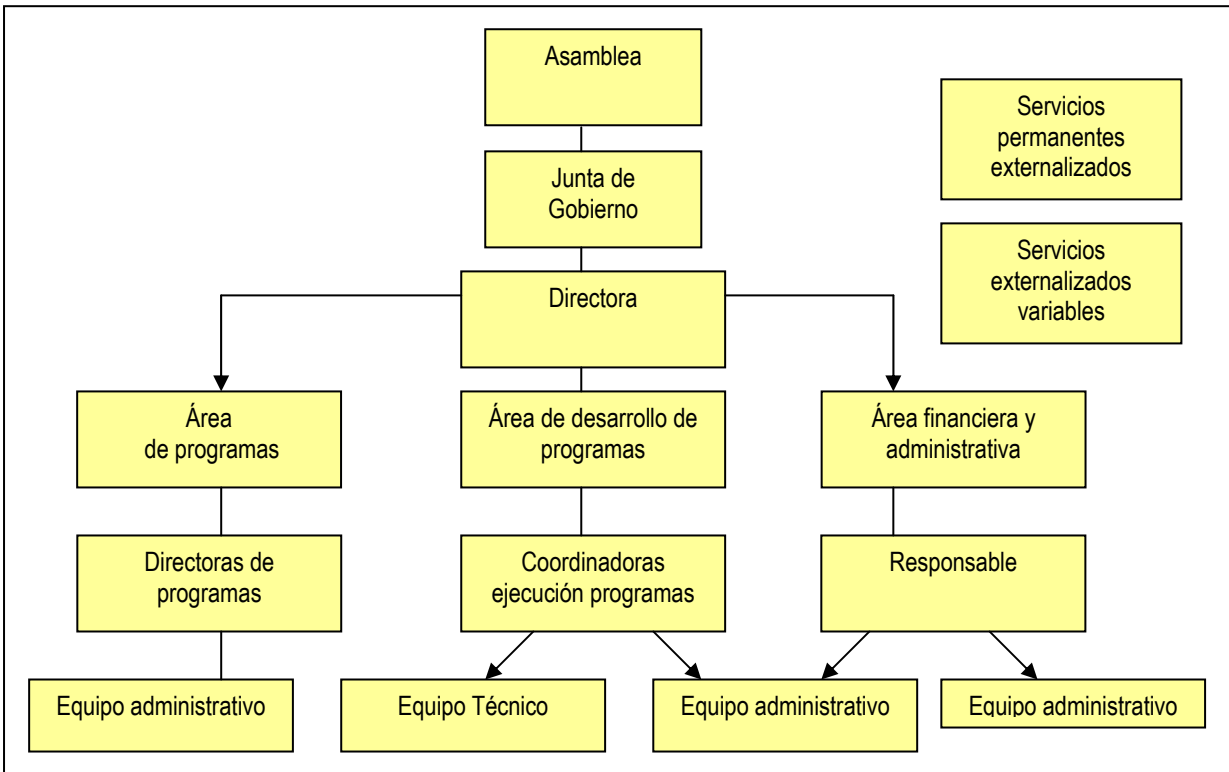 Asamblea
Servicios
permanentes
externalizados
Junta de
Gobierno
Servicios
externalizados
variables
Directora
Área
de programas
Área de desarrollo de
programas
Área financiera y
administrativa
Directoras de
programas
Coordinadoras
ejecución programas
Responsable
Equipo administrativo
Equipo Técnico
Equipo administrativo
Equipo administrativo